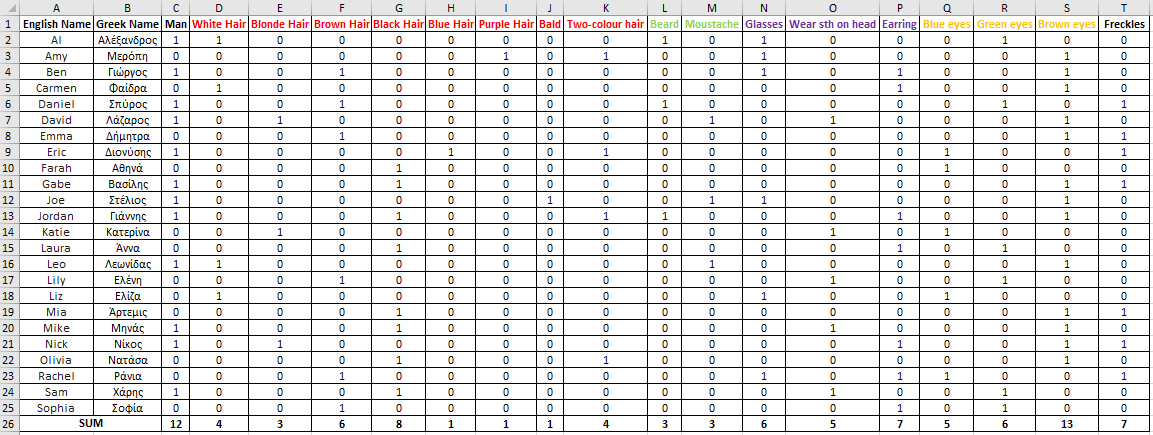 A B C D E F G H I J K L M N O P Q R S T
1 English Name Greek Name Man White Hair Blonde Hair Brown Hair Black Hair Blue Hair Purple Hair Bald Two-colour hair Beard Moustache Glasses Wear sth on head Earring Blue eyes Green eyes Brown eyes Freckles
2 Al Αλέξανδρος 1 1 0 0 0 0 0 0 0 1 0 1 0 0 0 1 0 0
3 Amy Μερόπη 0 0 0 0 0 0 1 0 1 0 0 1 0 0 0 0 1 0
4 Ben Γιώργος 1 0 0 1 0 0 0 0 0 0 0 1 0 1 0 0 1 0
5 Carmen Φαίδρα 0 1 0 0 0 0 0 0 0 0 0 0 0 1 0 0 1 0
6 Daniel Σπύρος 1 0 0 1 0 0 0 0 0 1 0 0 0 0 0 1 0 1
7 David Λάζαρος 1 0 1 0 0 0 0 0 0 0 1 0 1 0 0 0 1 0
8 Emma Δήμητρα 0 0 0 1 0 0 0 0 0 0 0 0 0 0 0 0 1 1
9 Eric Διονύσης 1 0 0 0 0 1 0 0 1 0 0 0 0 0 1 0 0 1
10 Farah Αθηνά 0 0 0 0 1 0 0 0 0 0 0 0 0 0 1 0 0 0
11 Gabe Βασίλης 1 0 0 0 1 0 0 0 0 0 0 0 0 0 0 0 1 1
12 Joe Στέλιος 1 0 0 0 0 0 0 1 0 0 1 1 0 0 0 0 1 0
13 Jordan Γιάννης 1 0 0 0 1 0 0 0 1 1 0 0 0 1 0 0 1 0
14 Katie Κατερίνα 0 0 1 0 0 0 0 0 0 0 0 0 1 0 1 0 0 0
15 Laura Άννα 0 0 0 0 1 0 0 0 0 0 0 0 0 1 0 1 0 0
16 Leo Λεωνίδας 1 1 0 0 0 0 0 0 0 0 1 0 0 0 0 0 1 0
17 Lily Ελένη 0 0 0 1 0 0 0 0 0 0 0 0 1 0 0 1 0 0
18 Liz Ελίζα 0 1 0 0 0 0 0 0 0 0 0 1 0 0 1 0 0 0
19 Mia Άρτεμις 0 0 0 0 1 0 0 0 0 0 0 0 0 0 0 0 1 1
20 Mike Μηνάς 1 0 0 0 1 0 0 0 0 0 0 0 1 0 0 0 1 0
21 Nick Νίκος 1 0 1 0 0 0 0 0 0 0 0 0 0 1 0 0 1 1
22 Olivia Νατάσα 0 0 0 0 1 0 0 0 1 0 0 0 0 0 0 0 1 0
23 Rachel Ράνια 0 0 0 1 0 0 0 0 0 0 0 1 0 1 1 0 0 1
24 Sam Χάρης 1 0 0 0 1 0 0 0 0 0 0 0 1 0 0 1 0 0
25 Sophia Σοφία 0 0 0 1 0 0 0 0 0 0 0 0 0 1 0 1 0 0
26 SUM 12 4 3 6 8 1 1 1 4 3 3 6 5 7 5 6 13 7